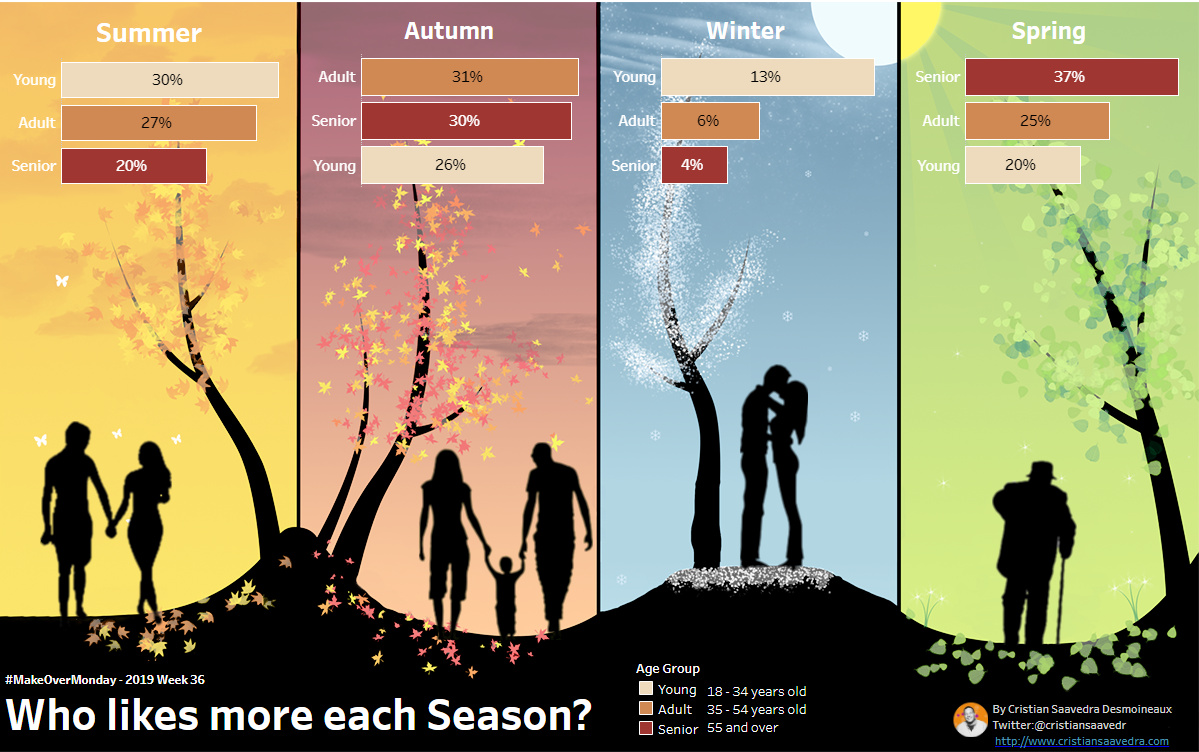 Summer
Young 30%
Adult 27%
Senior 20%
Autumn
Adult 31%
Senior 30%
Young 26%
Winter
Young 13%
Adult 6%
Senior 4%
Spring
Senior 37%
Adult 25%
Young 20%
#MakeOverMonday - 2019 Week 36
Who likes more each Season?
Age Group
Young 18 - 34 years old
Adult 35 - 54 years old
Senior 55 and over
By Cristian Saavedra Desmoineaux
Twitter:@cristiansaavedr
http://www.cristiansaavedra.com